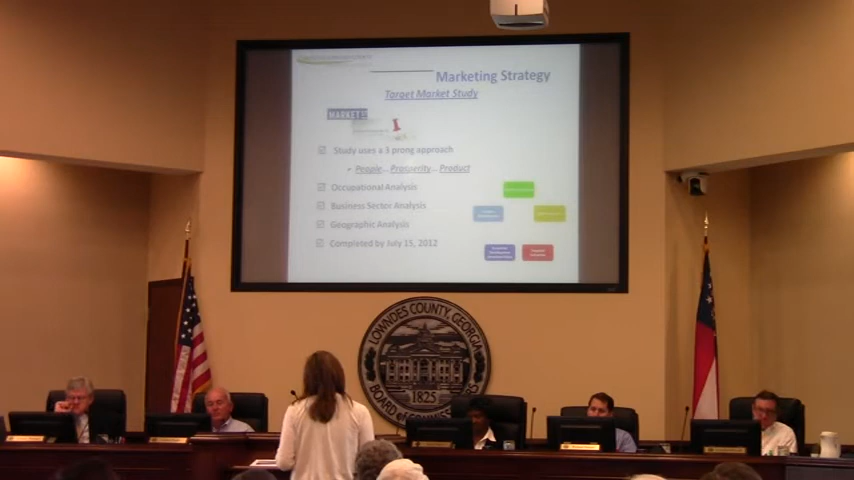 Marketing Strategy
Target Market Study
MARKET
Study uses a 3 prong approach
People... Prosperity... Product
Occupational Analysis
Business Sector Analysis
Geographic Analysis
Completed by July 15, 2012
LOWNDES COUNTY, GEORGIA
1825
BOARD of COMMISSIONERS